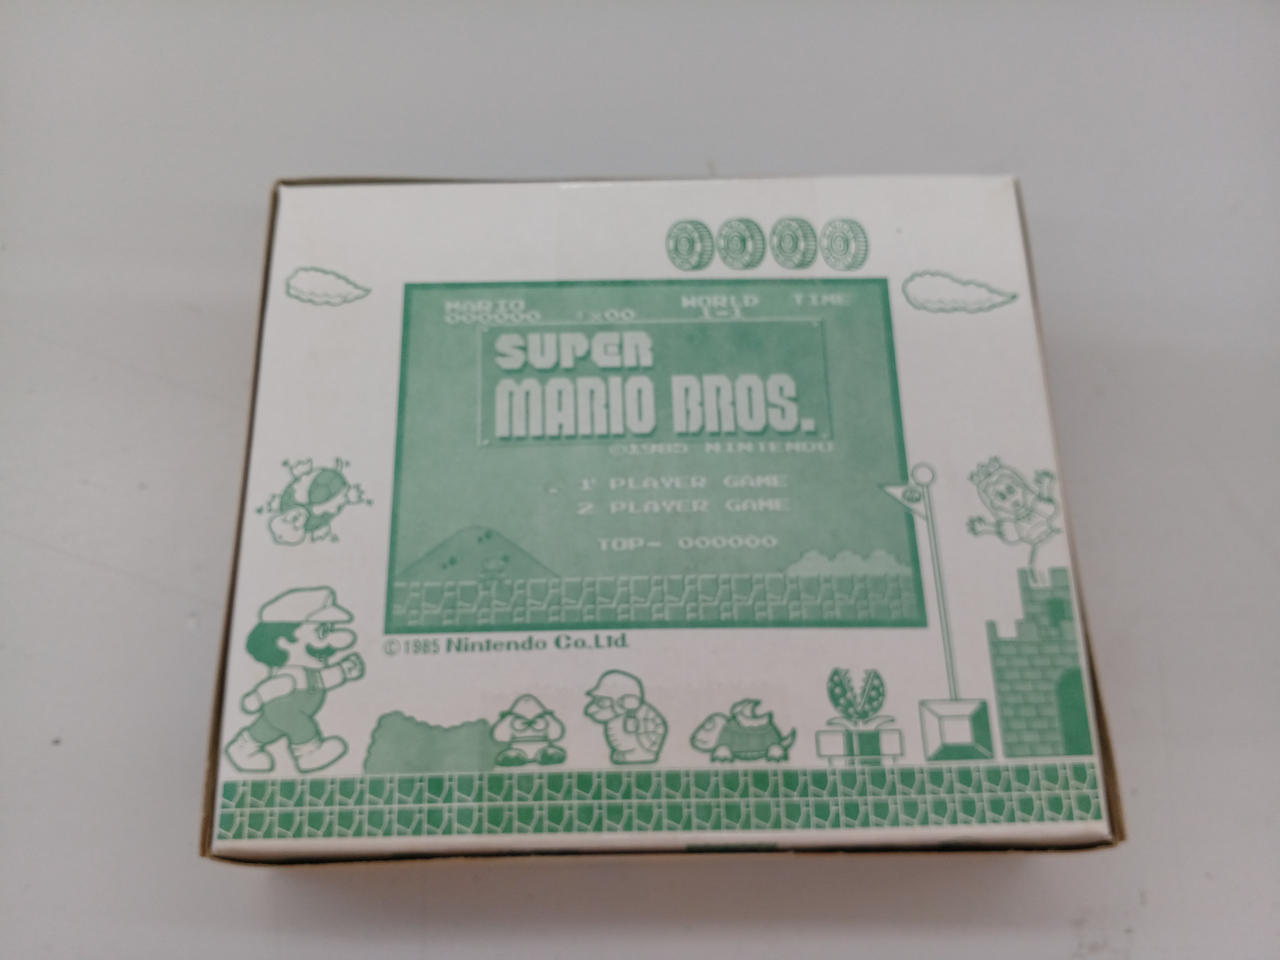 MARIO WORLD TIME
000000 x00 1-1
SUPER
MARIO BROS.
©1985 NINTENDO
1 PLAYER GAME
2 PLAYER GAME
TOP- 000000
©1985 Nintendo Co.,Ltd.